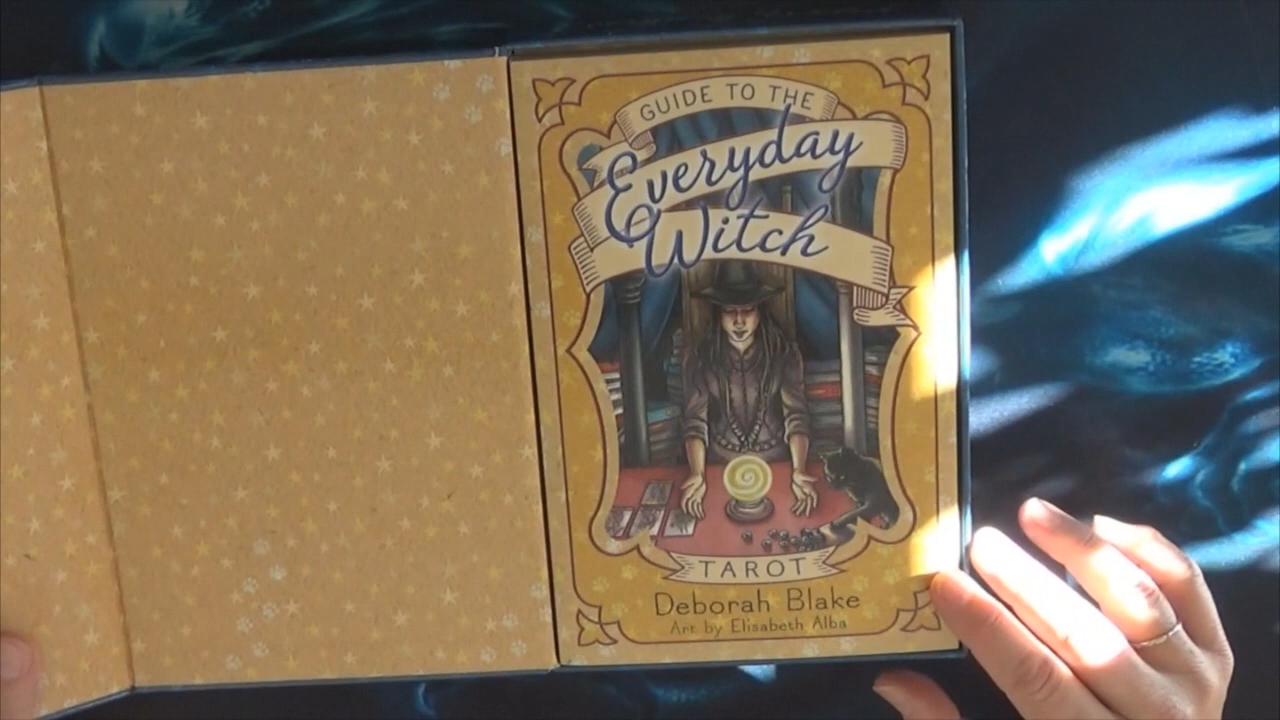 GUIDE TO THE
Everyday
Witch
TAROT
Deborah Blake
Art by Elisabeth Alba